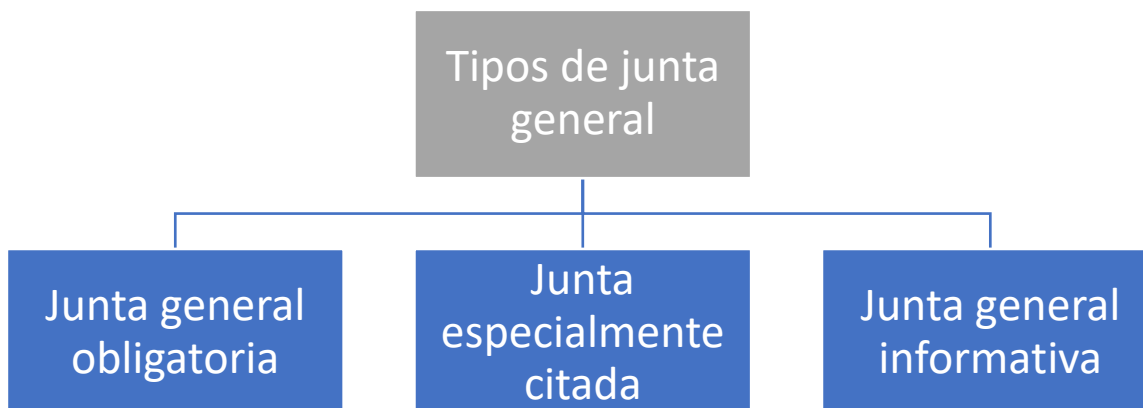 Tipos de junta
general
Junta general
obligatoria
Junta
especialmente
citada
Junta general
informativa